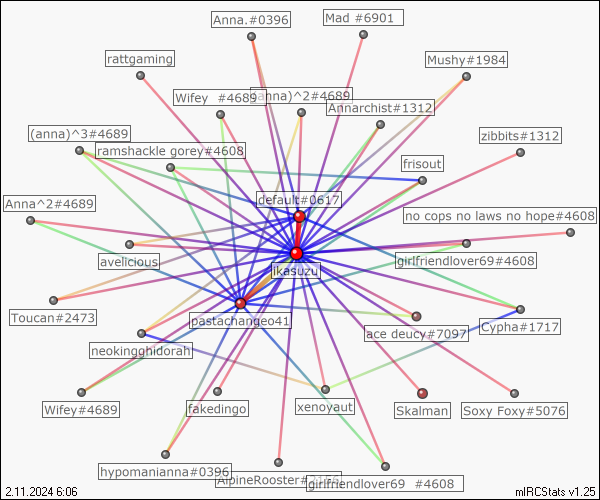 Anna.#0396
Mad #6901
rattgaming
Mushy#1984
Wifey #4689
(anna)^2#4689
Annarchist#1312
(anna)^3#4689
ramshackle gorey#4608
zibbits#1312
frisout
default#0617
Anna^2#4689
no cops no laws no hope#4608
avelicious
girlfriendlover69#4608
ikasuzu
Toucan#2473
pastachangeo41
ace deucy#7097
Cypha#1717
neokingghidorah
Wifey#4689
fakedingo
xenoyaut
Skalman
Soxy Foxy#5076
hypomanianna#0396
AlpineRooster
girlfriendlover69 #4608
2.11.2024 6:06
mIRCStats v1.25